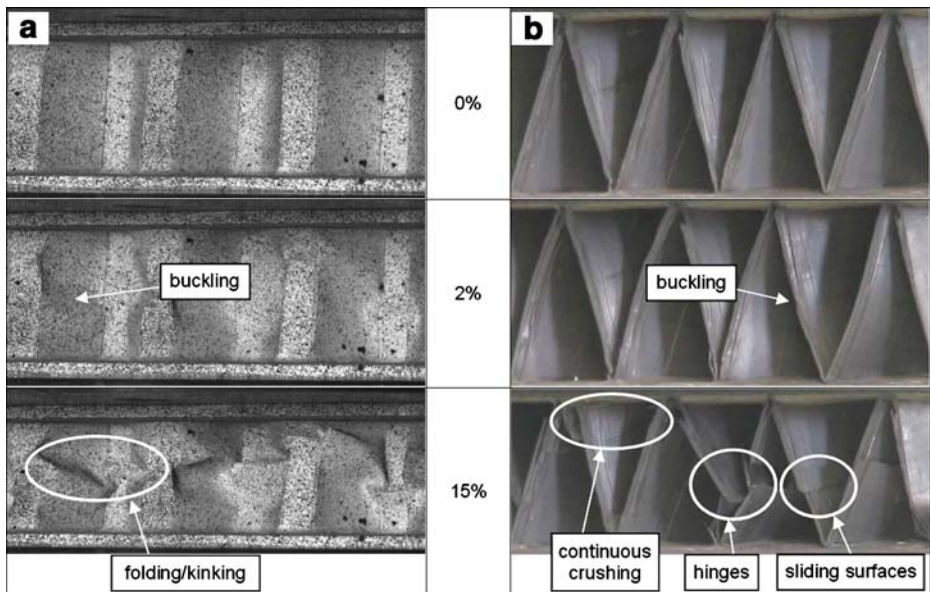 a
b
0%
buckling
2%
buckling
15%
folding/kinking
continuous
crushing
hinges
sliding surfaces